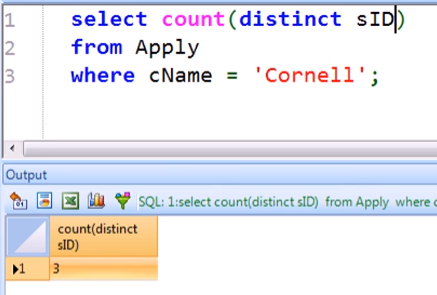 1 select count(distinct sID)
2 from Apply
3 where cName = 'Cornell';
Output
SQL: 1:select count(distinct sID) from Apply where
count(distinct
sID)
1 3